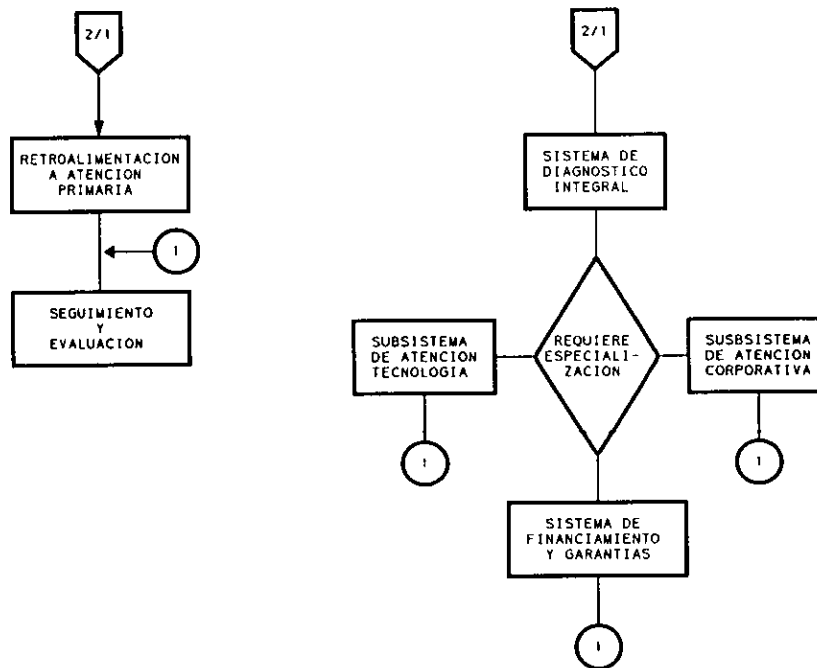 2/1
RETROALIMENTACION
A ATENCION
PRIMARIA
1
SEGUIMIENTO
Y
EVALUACION
2/1
SISTEMA DE
DIAGNOSTICO
INTEGRAL
REQUIERE
ESPECIALI-
ZACION
SUBSISTEMA
DE ATENCION
TECNOLOGIA
1
SUSBSISTEMA
DE ATENCION
CORPORATIVA
1
SISTEMA DE
FINANCIAMIENTO
Y GARANTIAS
1